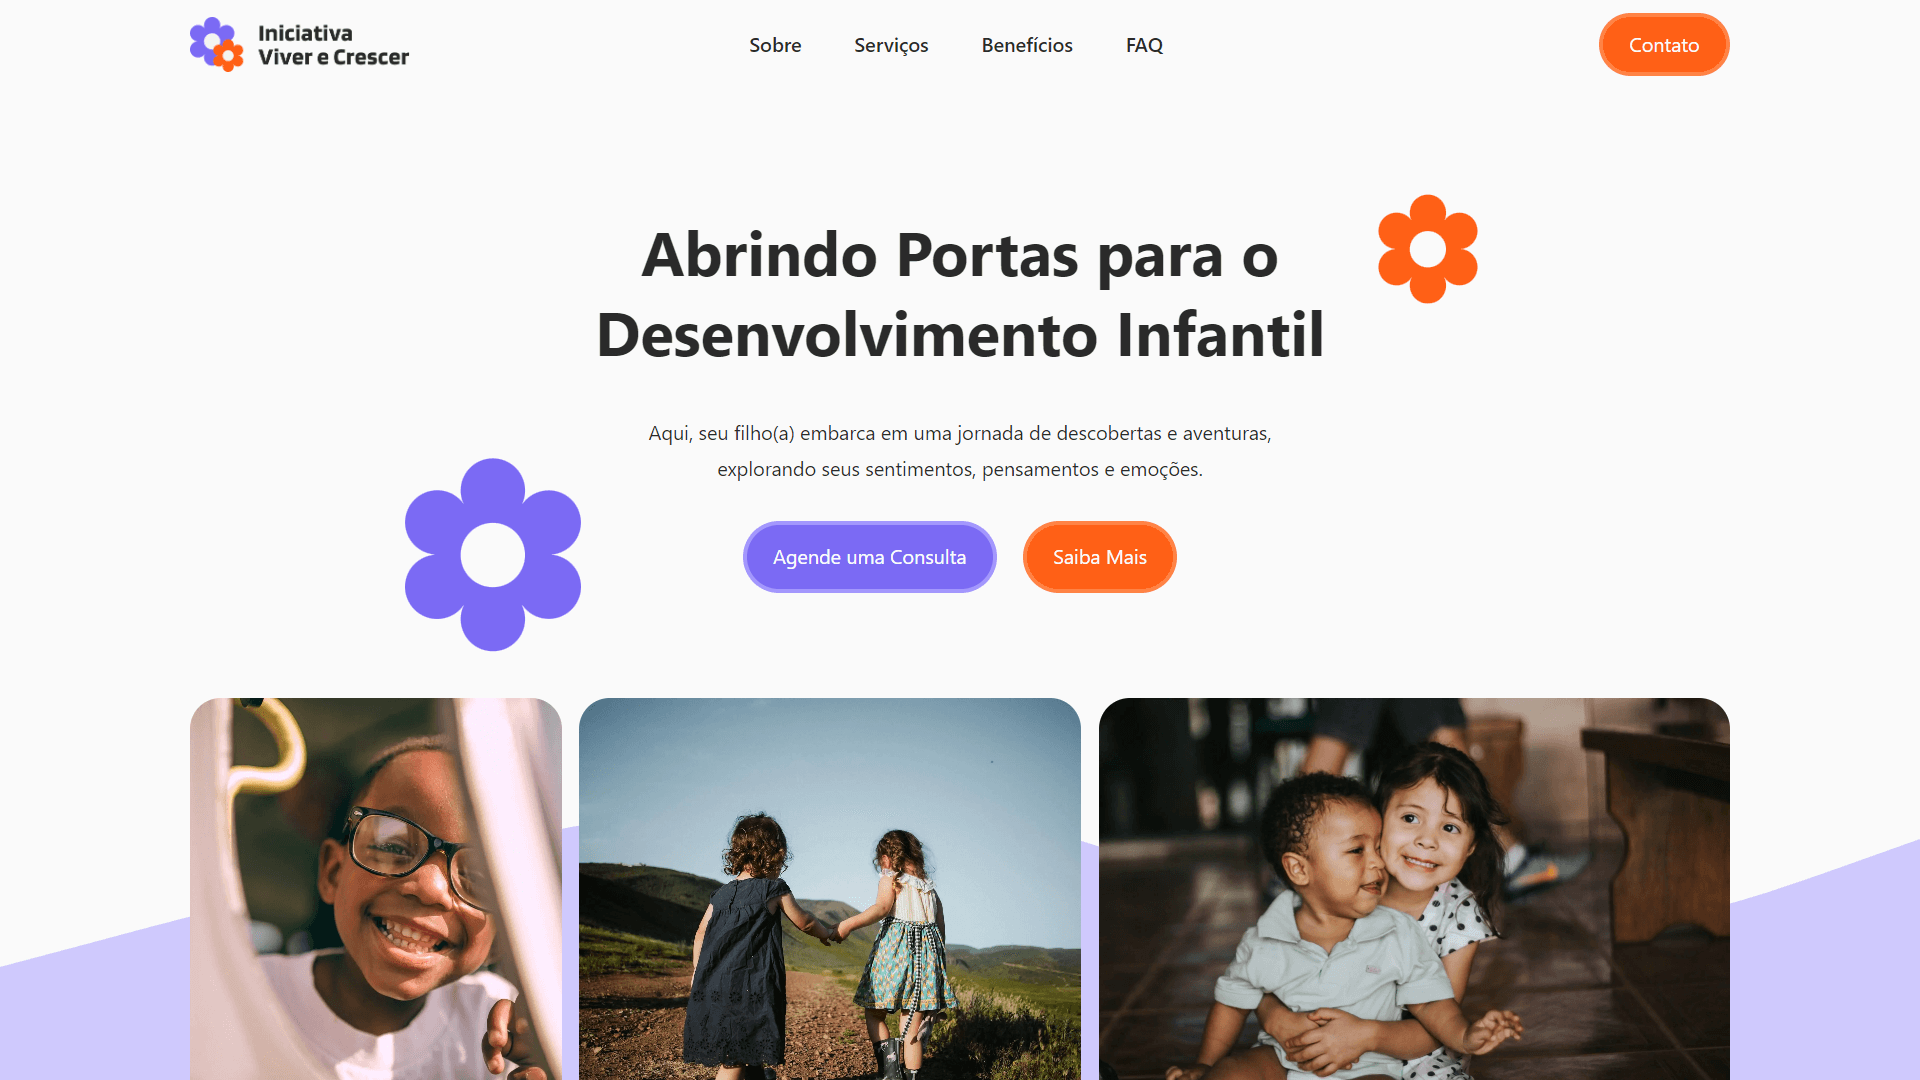 Iniciativa
Viver e Crescer
Sobre
Serviços
Benefícios
FAQ
Contato
Abrindo Portas para o
Desenvolvimento Infantil
Aqui, seu filho(a) embarca em uma jornada de descobertas e aventuras,
explorando seus sentimentos, pensamentos e emoções.
Agende uma Consulta
Saiba Mais